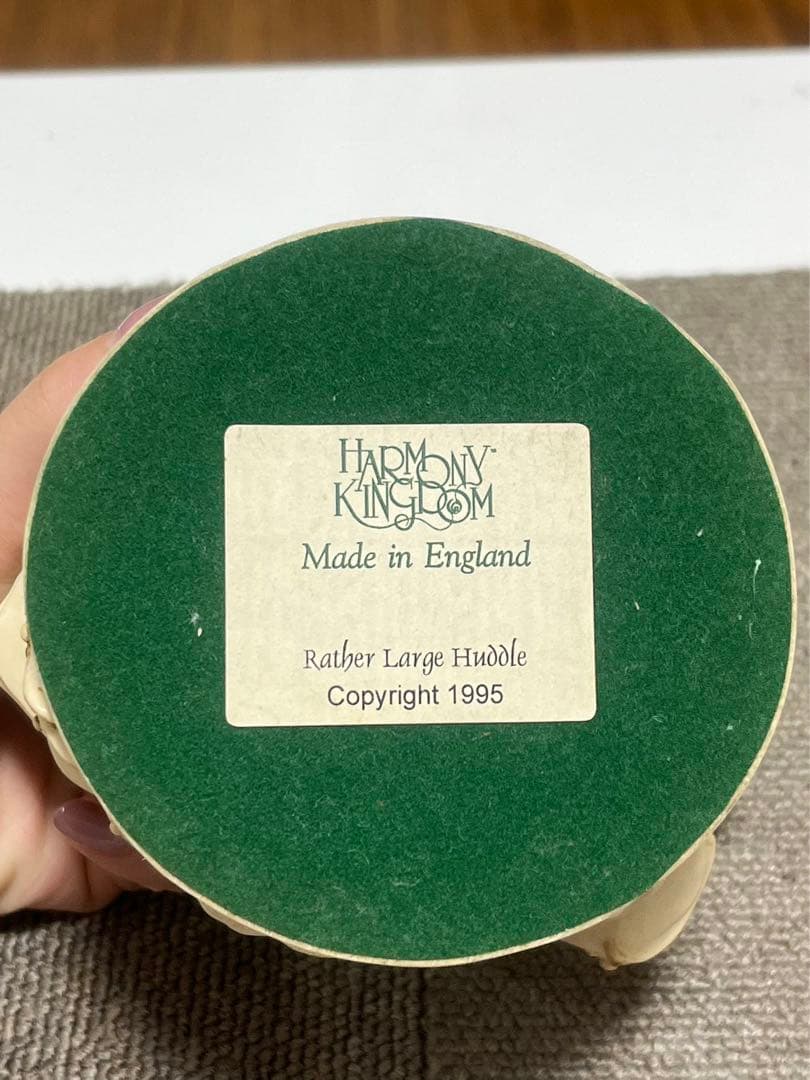 HARMONY™
KINGDOM
Made in England
Rather Large Huddle
Copyright 1995